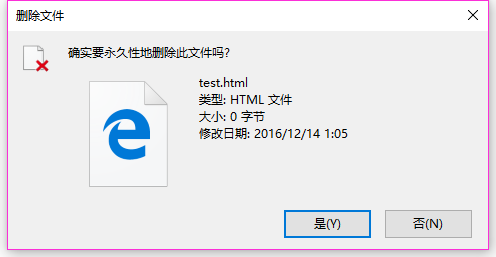 删除文件
确实要永久性地删除此文件吗?
test.html
类型: HTML 文件
大小: 0 字节
修改日期: 2016/12/14 1:05
是(Y)
否(N)